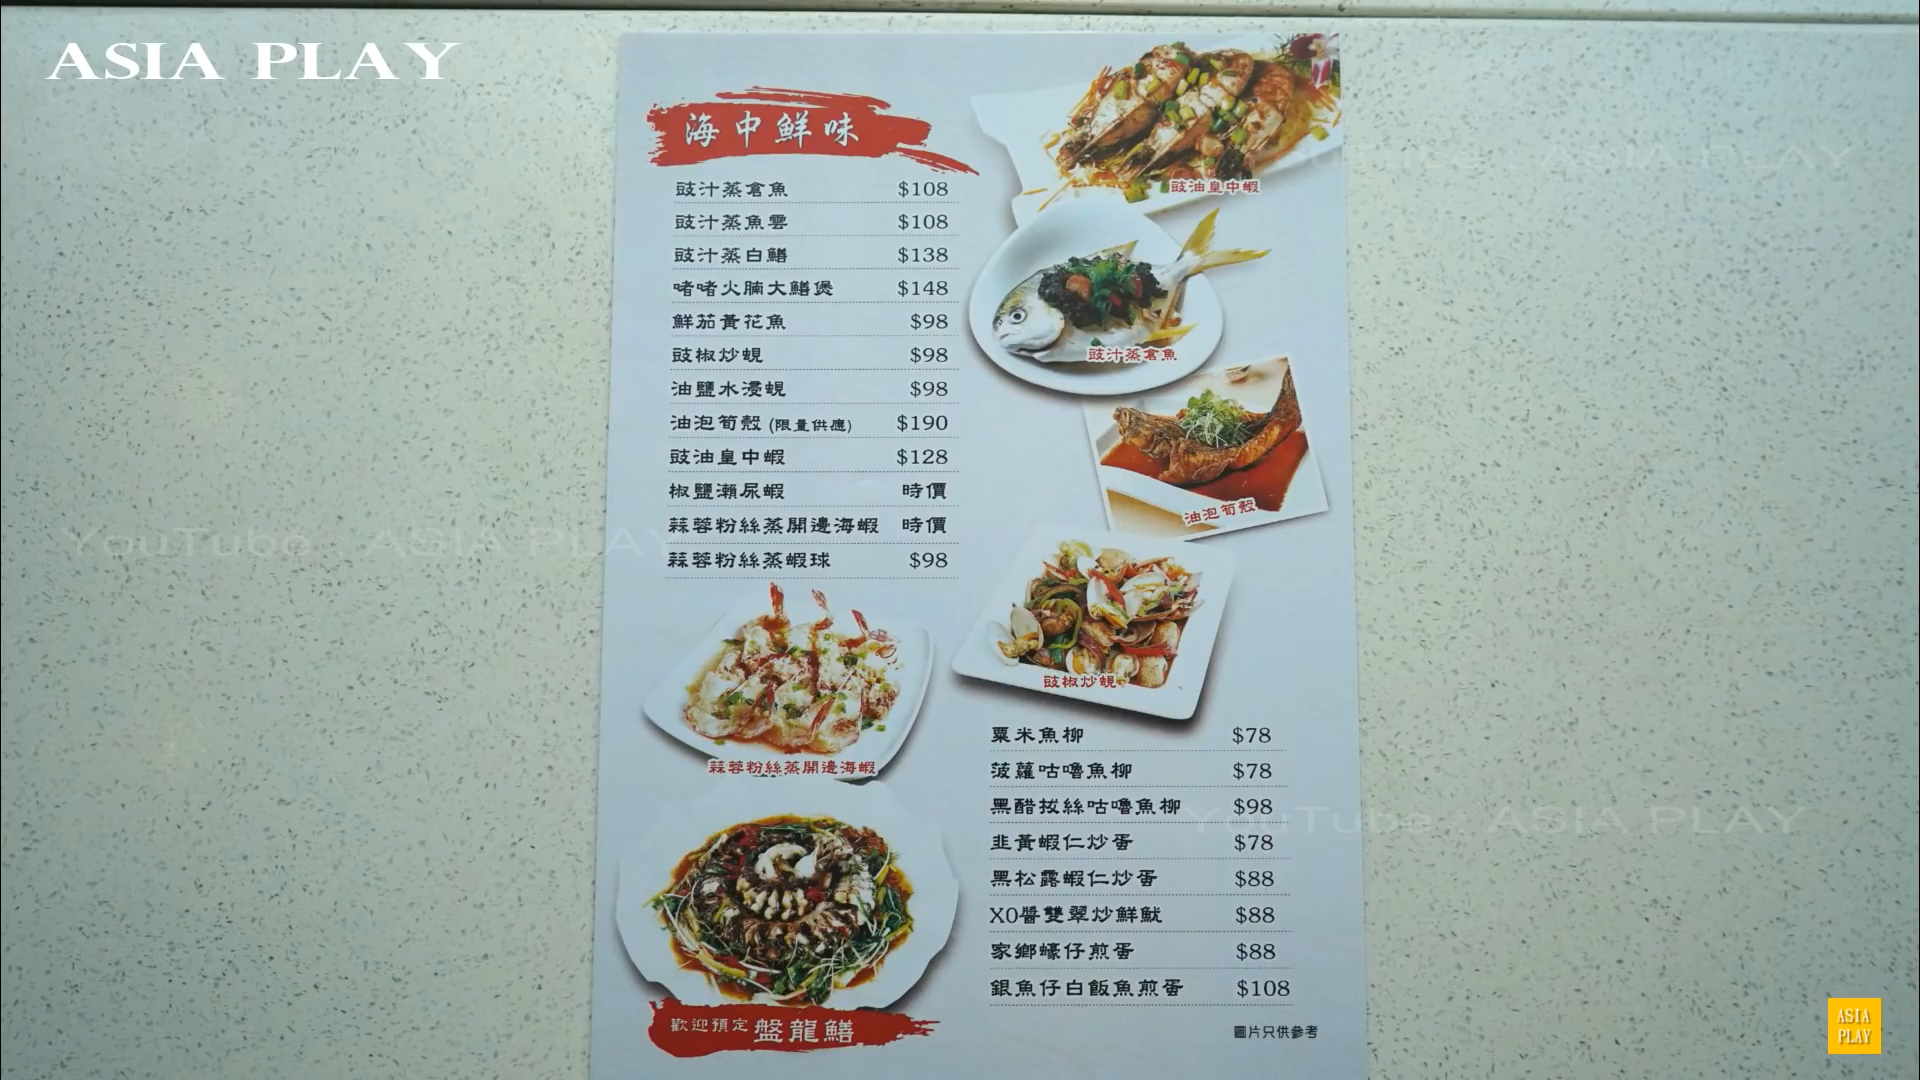 ASIA PLAY
海中鮮味
豉汁蒸倉魚 $108
豉汁蒸魚雲 $108
豉汁蒸白鱔 $138
啫啫火腩大鱔煲 $148
鮮茄黃花魚 $98
豉椒炒蜆 $98
油鹽水浸蜆 $98
油泡筍殼 (限量供應) $190
豉油皇中蝦 $128
椒鹽瀨尿蝦 時價
蒜蓉粉絲蒸開邊海蝦 時價
蒜蓉粉絲蒸蝦球 $98
豉油皇中蝦
豉汁蒸倉魚
油泡筍殼
豉椒炒蜆
蒜蓉粉絲蒸開邊海蝦
歡迎預定 盤龍鱔
粟米魚柳 $78
菠蘿咕嚕魚柳 $78
黑醋拔絲咕嚕魚柳 $98
韭黃蝦仁炒蛋 $78
黑松露蝦仁炒蛋 $88
XO醬雙翠炒鮮魷 $88
家鄉蠔仔煎蛋 $88
銀魚仔白飯魚煎蛋 $108
圖片只供參考
YouTube : ASIA PLAY
YouTube : ASIA PLAY
YouTube : ASIA PLAY
ASIA
PLAY